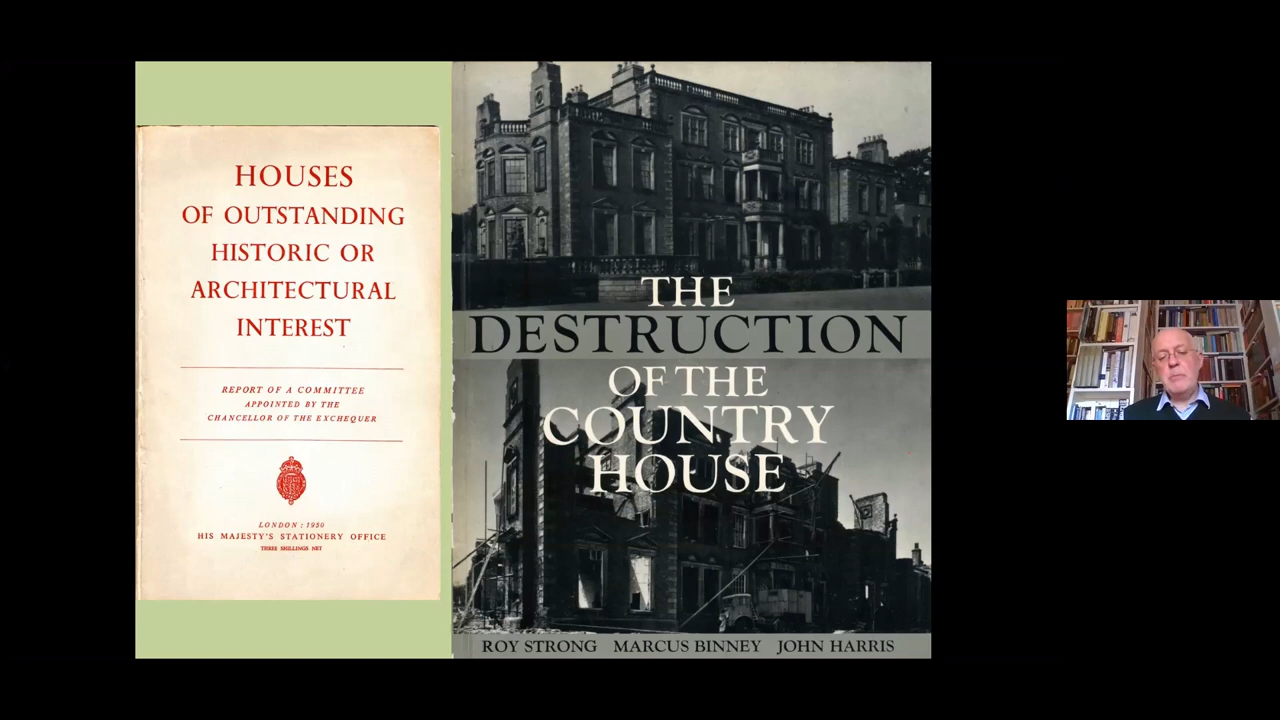 HOUSES
OF OUTSTANDING
HISTORIC OR
ARCHITECTURAL
INTEREST
REPORT OF A COMMITTEE
APPOINTED BY THE
CHANCELLOR OF THE EXCHEQUER
LONDON : 1950
HIS MAJESTY'S STATIONERY OFFICE
THREE SHILLINGS NET
THE
DESTRUCTION
OF THE
COUNTRY
HOUSE
ROY STRONG MARCUS BINNEY JOHN HARRIS